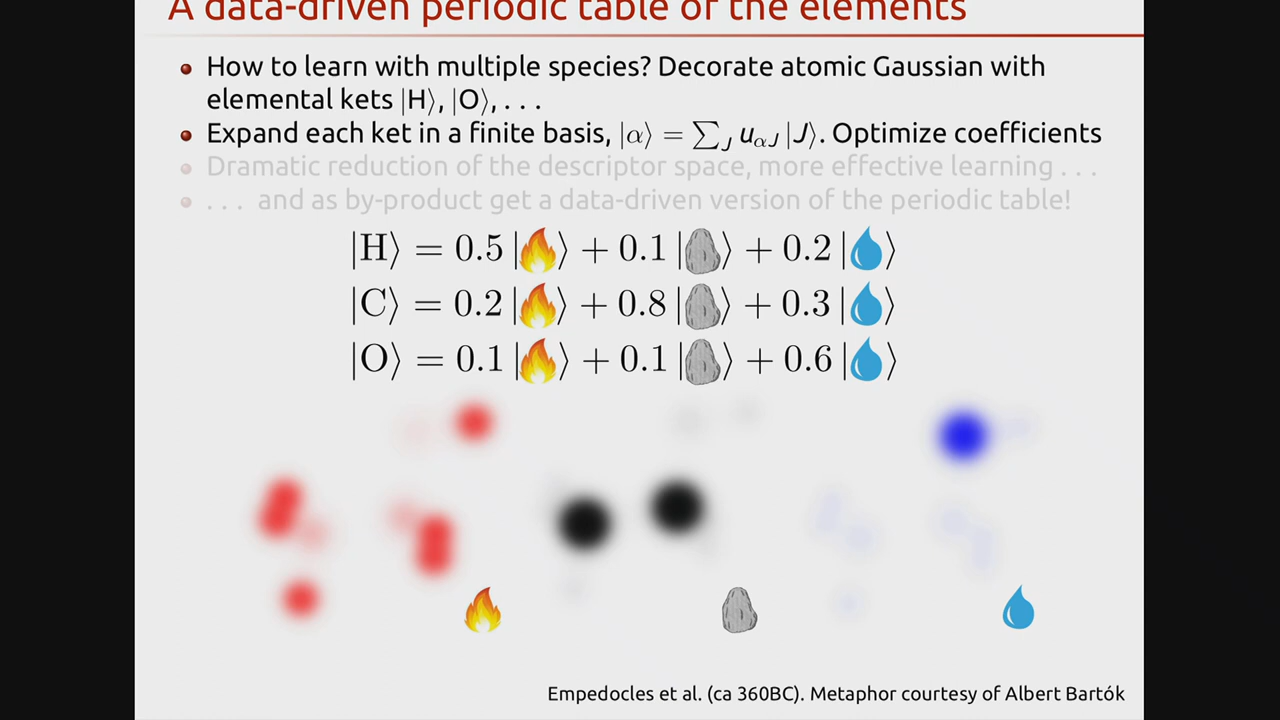 A data-driven periodic table of the elements
How to learn with multiple species? Decorate atomic Gaussian with
elemental kets |H⟩, |O⟩, . . .
Expand each ket in a finite basis, |α⟩ = ∑_J u_αJ |J⟩. Optimize coefficients
Dramatic reduction of the descriptor space, more effective learning . . .
. . . and as by-product get a data-driven version of the periodic table!
|H⟩ = 0.5 |🔥⟩ + 0.1 |🪨⟩ + 0.2 |💧⟩
|C⟩ = 0.2 |🔥⟩ + 0.8 |🪨⟩ + 0.3 |💧⟩
|O⟩ = 0.1 |🔥⟩ + 0.1 |🪨⟩ + 0.6 |💧⟩
Empedocles et al. (ca 360BC). Metaphor courtesy of Albert Bartók